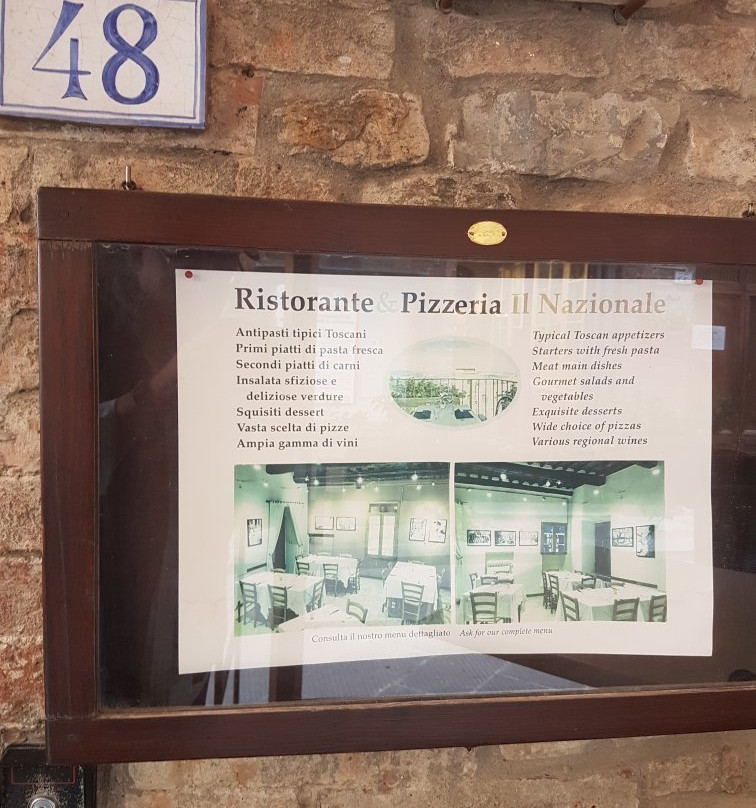 48
Ristorante & Pizzeria Il Nazionale
Antipasti tipici Toscani
Primi piatti di pasta fresca
Secondi piatti di carni
Insalata sfiziose e
deliziose verdure
Squisiti dessert
Vasta scelta di pizze
Ampia gamma di vini
Typical Toscan appetizers
Starters with fresh pasta
Meat main dishes
Gourmet salads and
vegetables
Exquisite desserts
Wide choice of pizzas
Various regional wines
Consulta il nostro menu dettagliato Ask for our complete menu